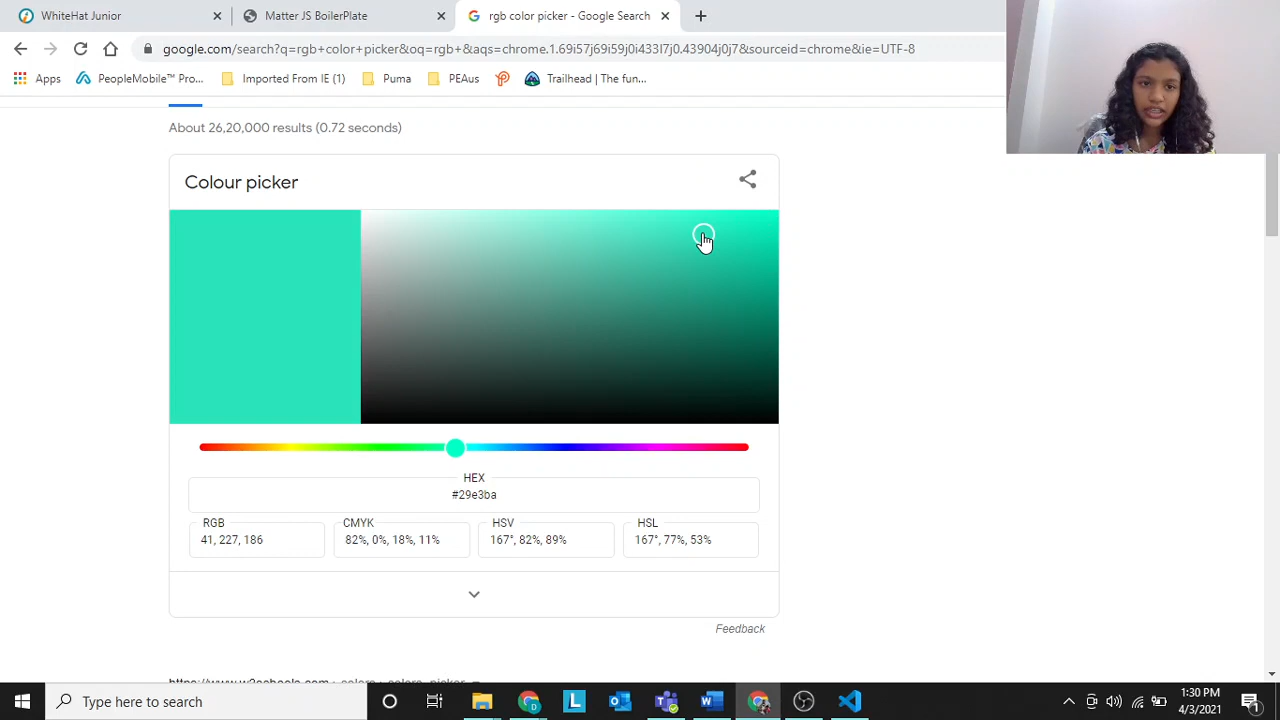 WhiteHat Junior
Matter JS BoilerPlate
rgb color picker - Google Search
google.com/search?q=rgb+color+picker&oq=rgb+&aqs=chrome.1.69i57j69i59j0i433l7j0.43904j0j7&sourceid=chrome&ie=UTF-8
Apps
PeopleMobile™ Pro...
Imported From IE (1)
Puma
PEAus
Trailhead | The fun...
About 26,20,000 results (0.72 seconds)
Colour picker
HEX
#29e3ba
RGB
41, 227, 186
CMYK
82%, 0%, 18%, 11%
HSV
167°, 82%, 89%
HSL
167°, 77%, 53%
Feedback
Type here to search
1:30 PM
4/3/2021
1